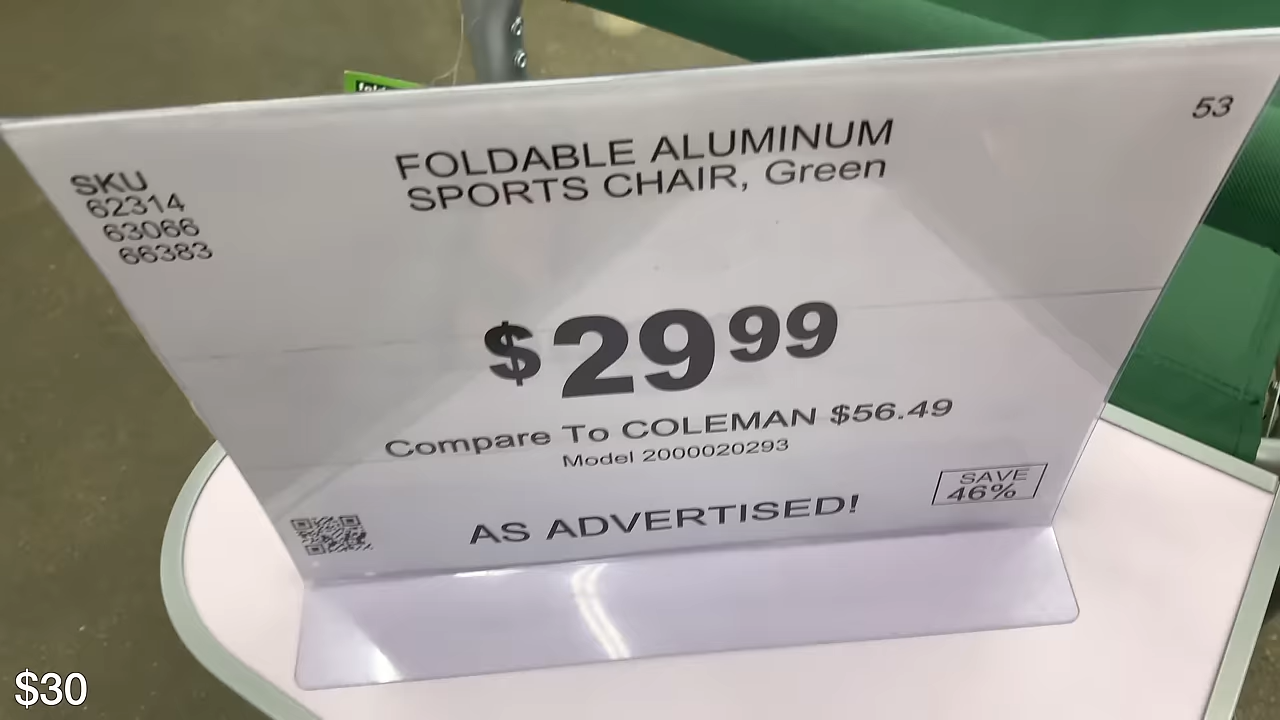 53
FOLDABLE ALUMINUM
SPORTS CHAIR, Green
SKU
62314
63066
66383
$29 99
Compare To COLEMAN $56.49
Model 2000020293
SAVE
46%
AS ADVERTISED!
$30